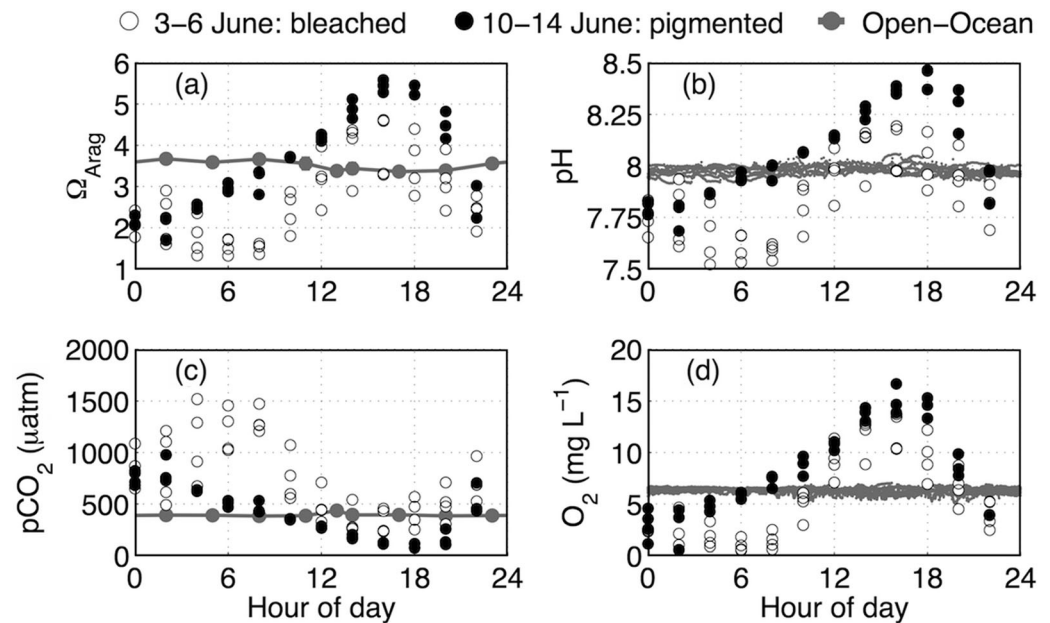 3−6 June: bleached 10−14 June: pigmented Open−Ocean
(a)
Ω Arag
6
5
4
3
2
1
0 6 12 18 24
(b)
pH
8.5
8.25
8
7.75
7.5
0 6 12 18 24
(c)
pCO2 (μatm)
2000
1500
1000
500
0
0 6 12 18 24
Hour of day
(d)
O2 (mg L−1)
20
15
10
5
0
0 6 12 18 24
Hour of day